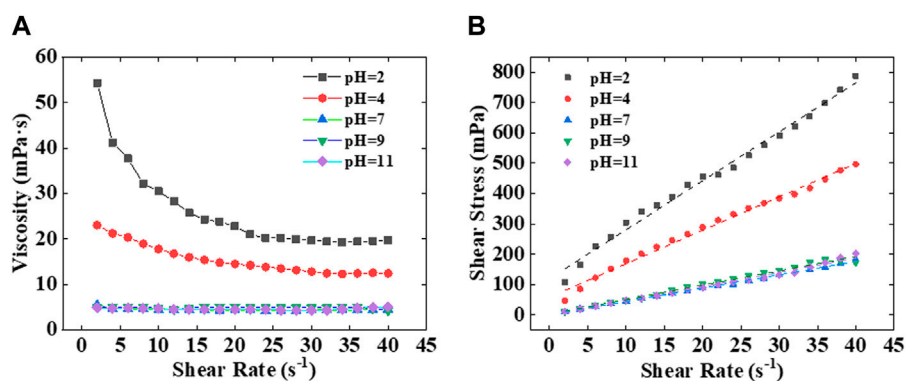 A
60
50
40
30
20
10
0
Viscosity (mPa·s)
0 5 10 15 20 25 30 35 40 45
Shear Rate (s⁻¹)
pH=2
pH=4
pH=7
pH=9
pH=11
B
800
700
600
500
400
300
200
100
0
Shear Stress (mPa)
0 5 10 15 20 25 30 35 40 45
Shear Rate (s⁻¹)
pH=2
pH=4
pH=7
pH=9
pH=11